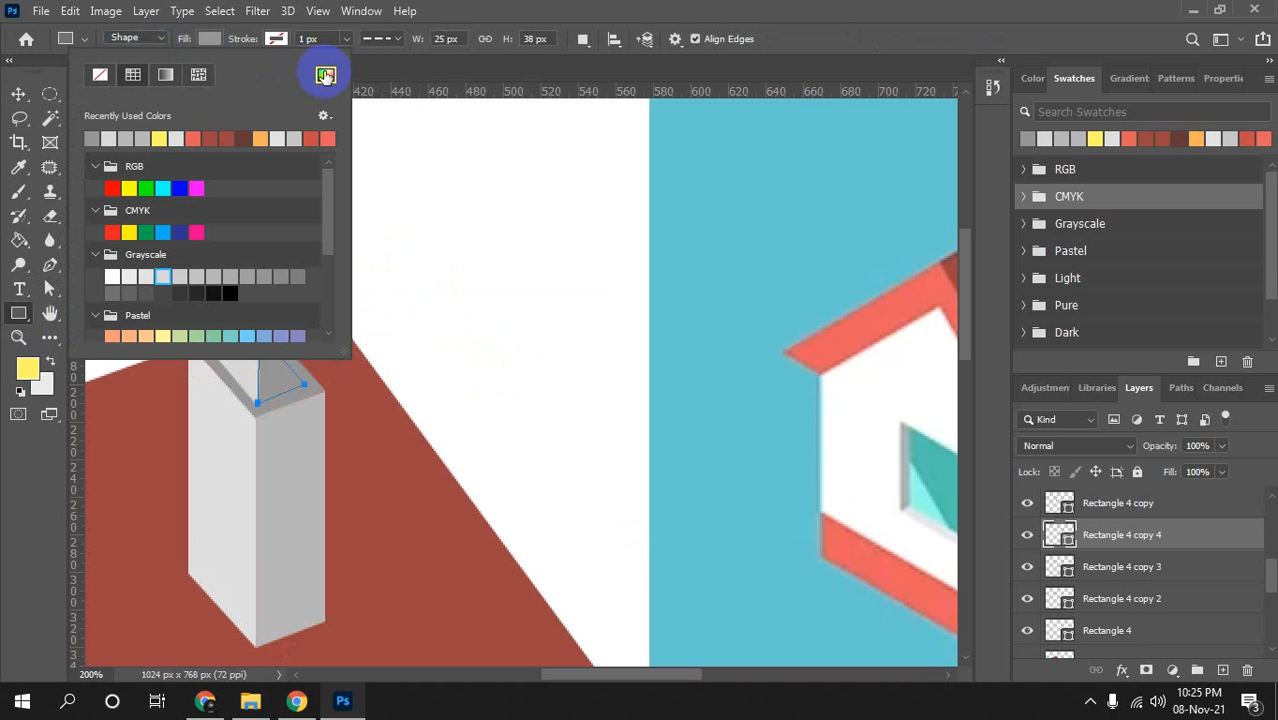 Ps File Edit Image Layer Type Select Filter 3D View Window Help
Shape Fill: Stroke: 1 px W: 25 px H: 38 px Align Edges
Color Swatches Gradient Patterns Properti
Recently Used Colors
Search Swatches
RGB
CMYK
Grayscale
Pastel
420 440 460 480 500 520 540 560 580 600 620 640 660 680 700 720
RGB
CMYK
Grayscale
Pastel
Light
Pure
Dark
Adjustmen Libraries Layers Paths Channels
Kind
Normal Opacity: 100%
Lock: Fill: 100%
Rectangle 4 copy
Rectangle 4 copy 4
Rectangle 4 copy 3
Rectangle 4 copy 2
Rectangle 4
200% 1024 px x 768 px (72 ppi)
Ps
10:25 PM
08-Nov-21
3